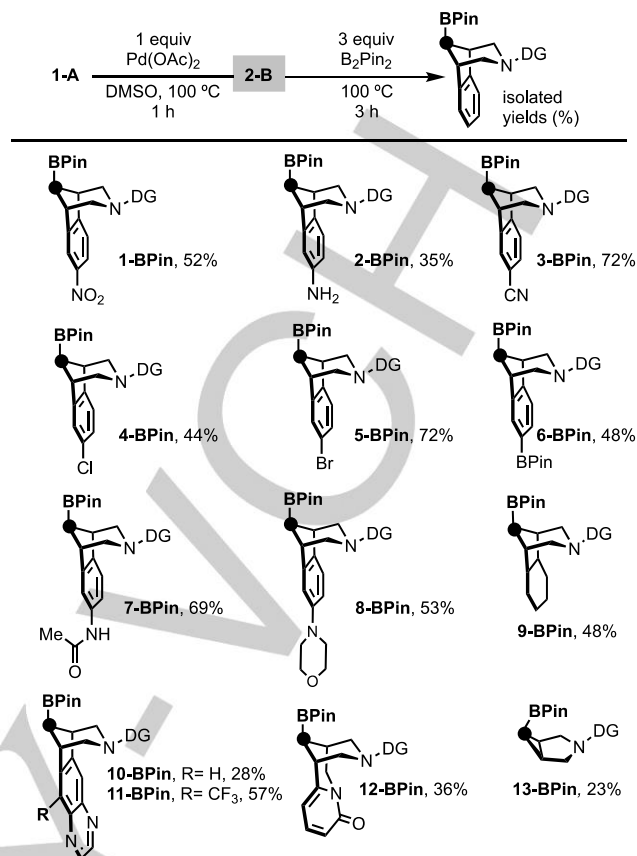 1-A
1 equiv
Pd(OAc)2
DMSO, 100 ºC
1 h
2-B
3 equiv
B2Pin2
100 ºC
3 h
BPin
N
DG
isolated
yields (%)
BPin
N
DG
1-BPin, 52%
NO2
BPin
N
DG
2-BPin, 35%
NH2
BPin
N
DG
3-BPin, 72%
CN
BPin
N
DG
4-BPin, 44%
Cl
BPin
N
DG
5-BPin, 72%
Br
BPin
N
DG
6-BPin, 48%
BPin
BPin
N
DG
7-BPin, 69%
Me
NH
O
BPin
N
DG
8-BPin, 53%
N
O
BPin
N
DG
9-BPin, 48%
BPin
N
DG
10-BPin, R= H, 28%
11-BPin, R= CF3, 57%
R
N
N
BPin
N
DG
N
12-BPin, 36%
O
BPin
N
DG
13-BPin, 23%
VCH